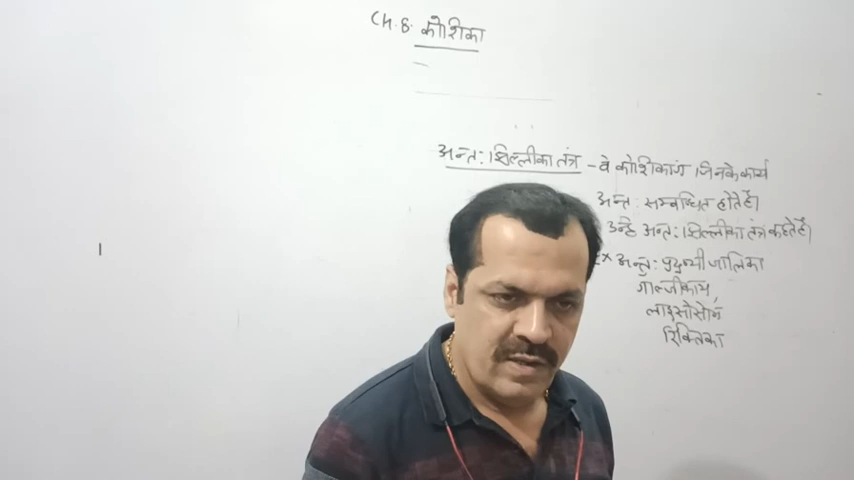 Ch. 8. कोशिका
अन्त: झिल्लीका तंत्र - वे कोशिकांग जिनके कार्य
अन्त: सम्बन्धित होते हैं।
उन्हे अन्त: झिल्लीका तंत्र कहते हैं।
Ex अन्त: प्रद्रव्यी जालिका
गाल्जीकाय,
लाइसोसोम,
रिक्तिका